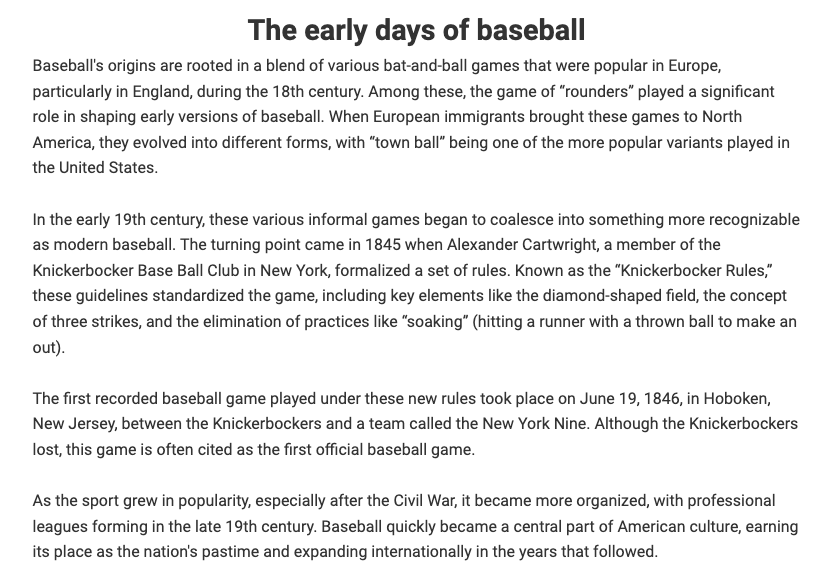 The early days of baseball
Baseball's origins are rooted in a blend of various bat-and-ball games that were popular in Europe,
particularly in England, during the 18th century. Among these, the game of “rounders” played a significant
role in shaping early versions of baseball. When European immigrants brought these games to North
America, they evolved into different forms, with “town ball” being one of the more popular variants played in
the United States.
In the early 19th century, these various informal games began to coalesce into something more recognizable
as modern baseball. The turning point came in 1845 when Alexander Cartwright, a member of the
Knickerbocker Base Ball Club in New York, formalized a set of rules. Known as the “Knickerbocker Rules,”
these guidelines standardized the game, including key elements like the diamond-shaped field, the concept
of three strikes, and the elimination of practices like “soaking” (hitting a runner with a thrown ball to make an
out).
The first recorded baseball game played under these new rules took place on June 19, 1846, in Hoboken,
New Jersey, between the Knickerbockers and a team called the New York Nine. Although the Knickerbockers
lost, this game is often cited as the first official baseball game.
As the sport grew in popularity, especially after the Civil War, it became more organized, with professional
leagues forming in the late 19th century. Baseball quickly became a central part of American culture, earning
its place as the nation's pastime and expanding internationally in the years that followed.